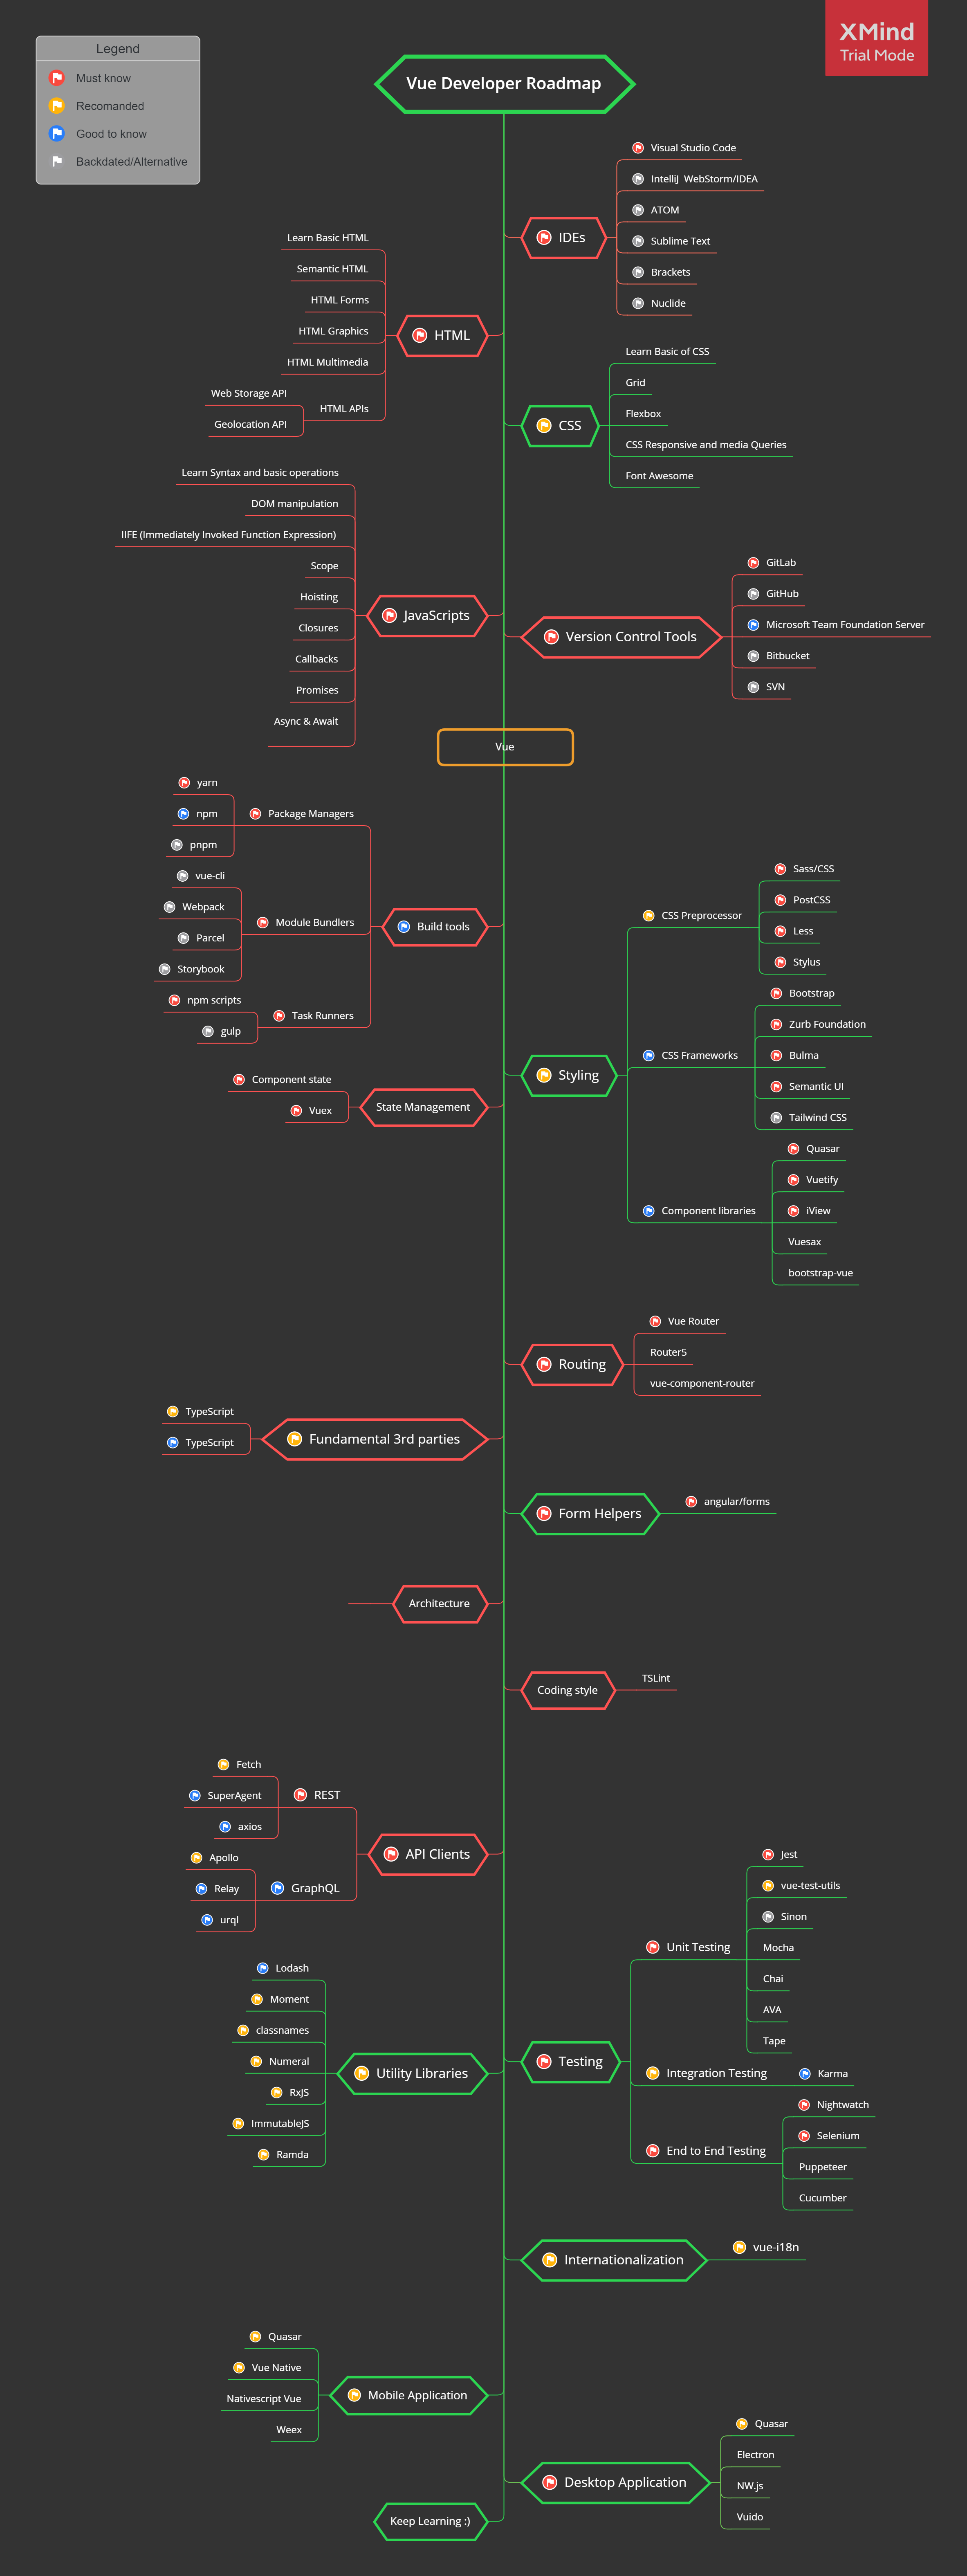 XMind
Trial Mode
Legend
Must know
Recomanded
Good to know
Backdated/Alternative
Vue Developer Roadmap
IDEs
Visual Studio Code
IntelliJ WebStorm/IDEA
ATOM
Sublime Text
Brackets
Nuclide
HTML
Learn Basic HTML
Semantic HTML
HTML Forms
HTML Graphics
HTML Multimedia
HTML APIs
Web Storage API
Geolocation API
CSS
Learn Basic of CSS
Grid
Flexbox
CSS Responsive and media Queries
Font Awesome
JavaScripts
Learn Syntax and basic operations
DOM manipulation
IIFE (Immediately Invoked Function Expression)
Scope
Hoisting
Closures
Callbacks
Promises
Async & Await
Version Control Tools
GitLab
GitHub
Microsoft Team Foundation Server
Bitbucket
SVN
Vue
Build tools
Package Managers
yarn
npm
pnpm
Module Bundlers
vue-cli
Webpack
Parcel
Storybook
Task Runners
npm scripts
gulp
Styling
CSS Preprocessor
Sass/CSS
PostCSS
Less
Stylus
CSS Frameworks
Bootstrap
Zurb Foundation
Bulma
Semantic UI
Tailwind CSS
Component libraries
Quasar
Vuetify
iView
Vuesax
bootstrap-vue
State Management
Component state
Vuex
Routing
Vue Router
Router5
vue-component-router
Fundamental 3rd parties
TypeScript
TypeScript
Form Helpers
angular/forms
Architecture
Coding style
TSLint
API Clients
REST
Fetch
SuperAgent
axios
GraphQL
Apollo
Relay
urql
Testing
Unit Testing
Jest
vue-test-utils
Sinon
Mocha
Chai
AVA
Tape
Integration Testing
Karma
End to End Testing
Nightwatch
Selenium
Puppeteer
Cucumber
Utility Libraries
Lodash
Moment
classnames
Numeral
RxJS
ImmutableJS
Ramda
Internationalization
vue-i18n
Mobile Application
Quasar
Vue Native
Nativescript Vue
Weex
Desktop Application
Quasar
Electron
NW.js
Vuido
Keep Learning :)